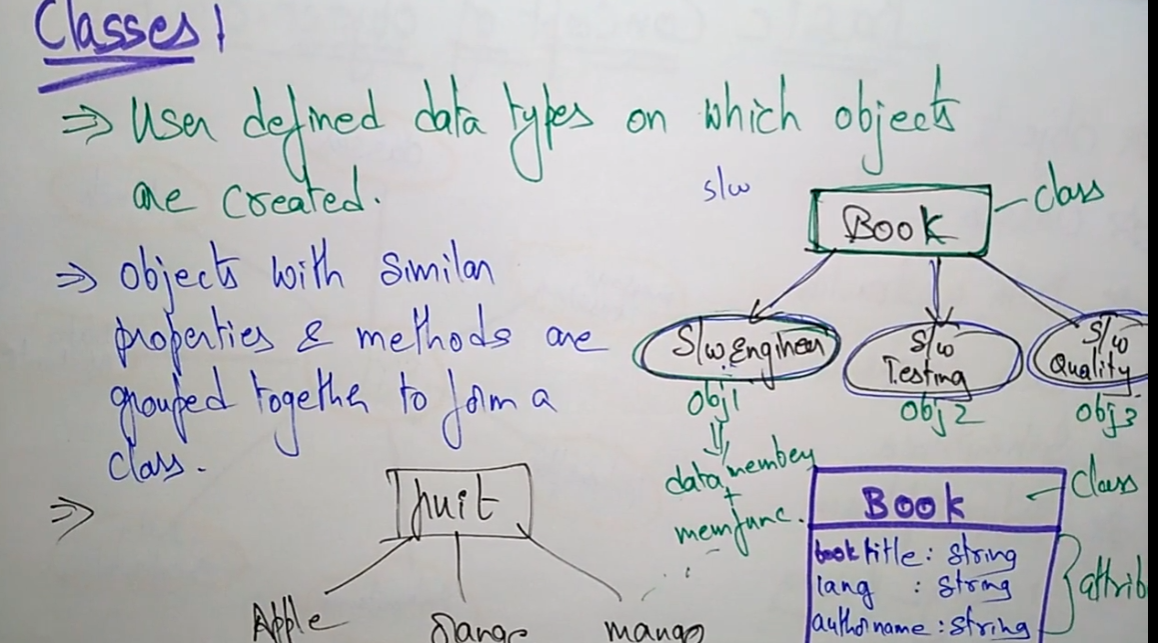 Classes!
⇒ User defined data types on which objects
are created.
s/w
Book
class
⇒ objects with similar
properties & methods are
grouped together to form a
class.
S/w Engineer
S/w
Testing
S/w
Quality
obj1
obj2
obj3
data member
+
memfunc.
⇒
fruit
Apple
Orange
mango
Book
Class
book title : string
lang : string
author name : string
attrib